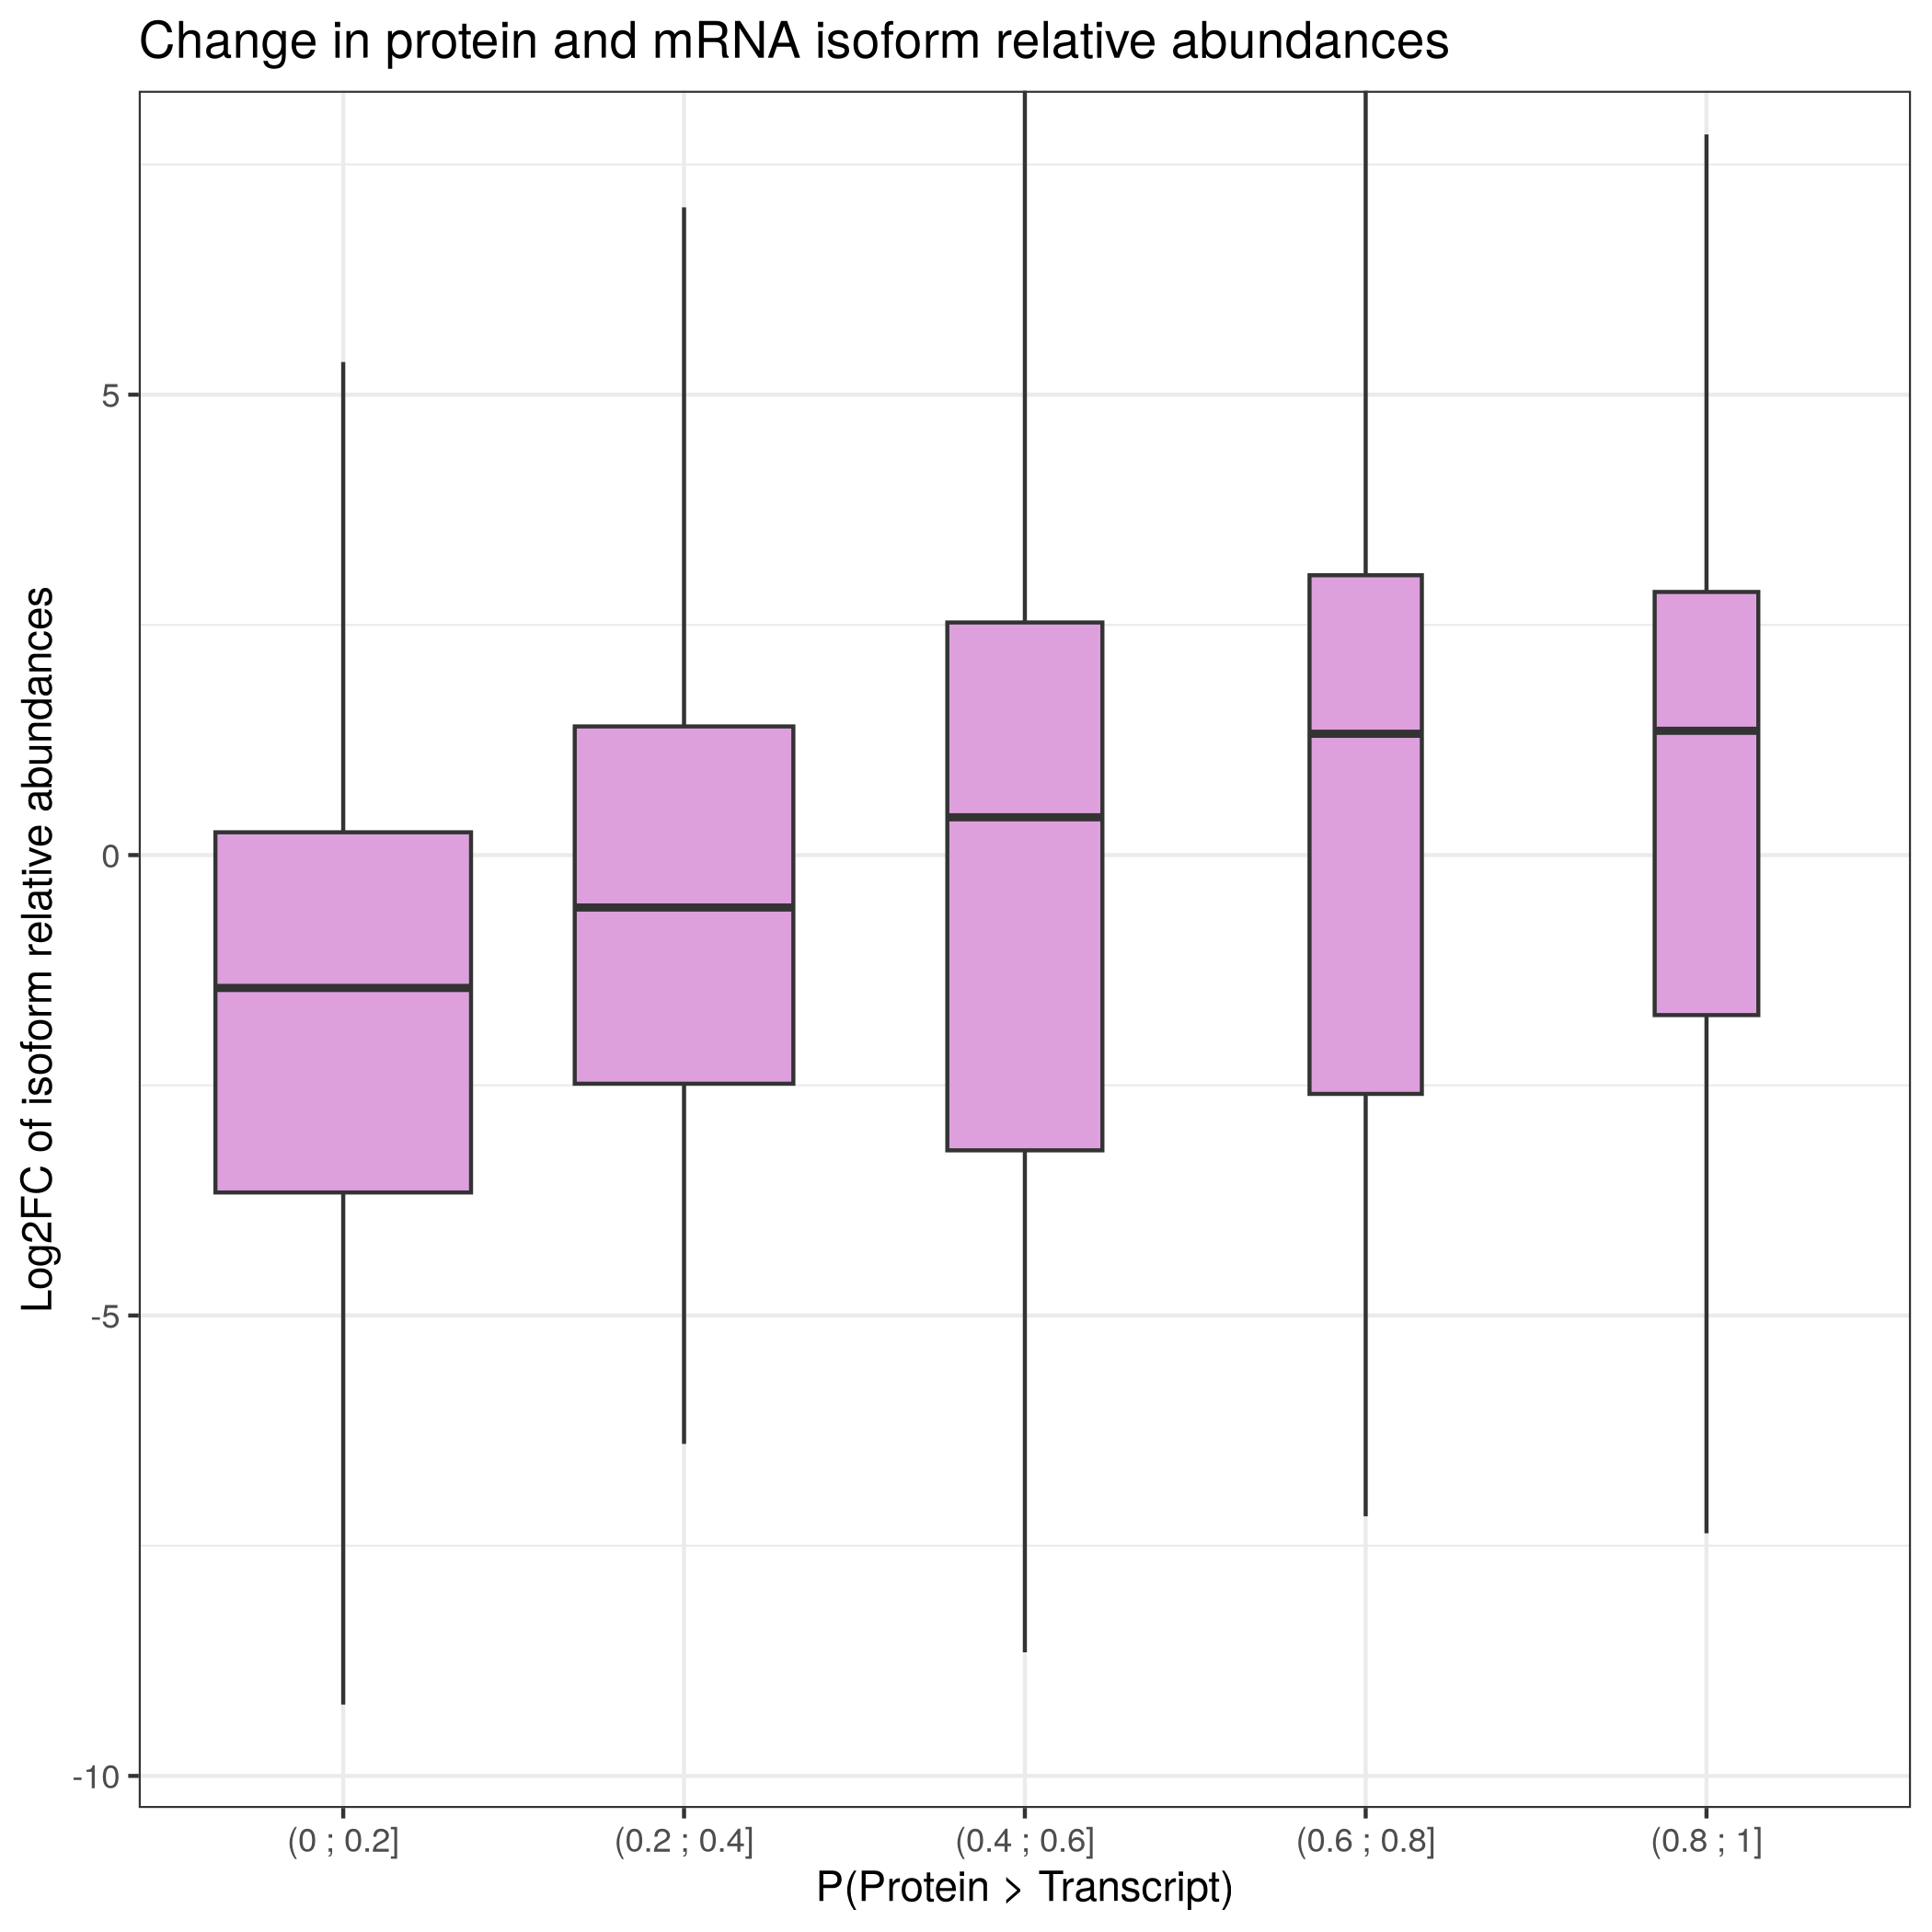 Change in protein and mRNA isoform relative abundances
Log2FC of isoform relative abundances
5
0
-5
-10
(0 ; 0.2]
(0.2 ; 0.4]
(0.4 ; 0.6]
(0.6 ; 0.8]
(0.8 ; 1]
P(Protein > Transcript)